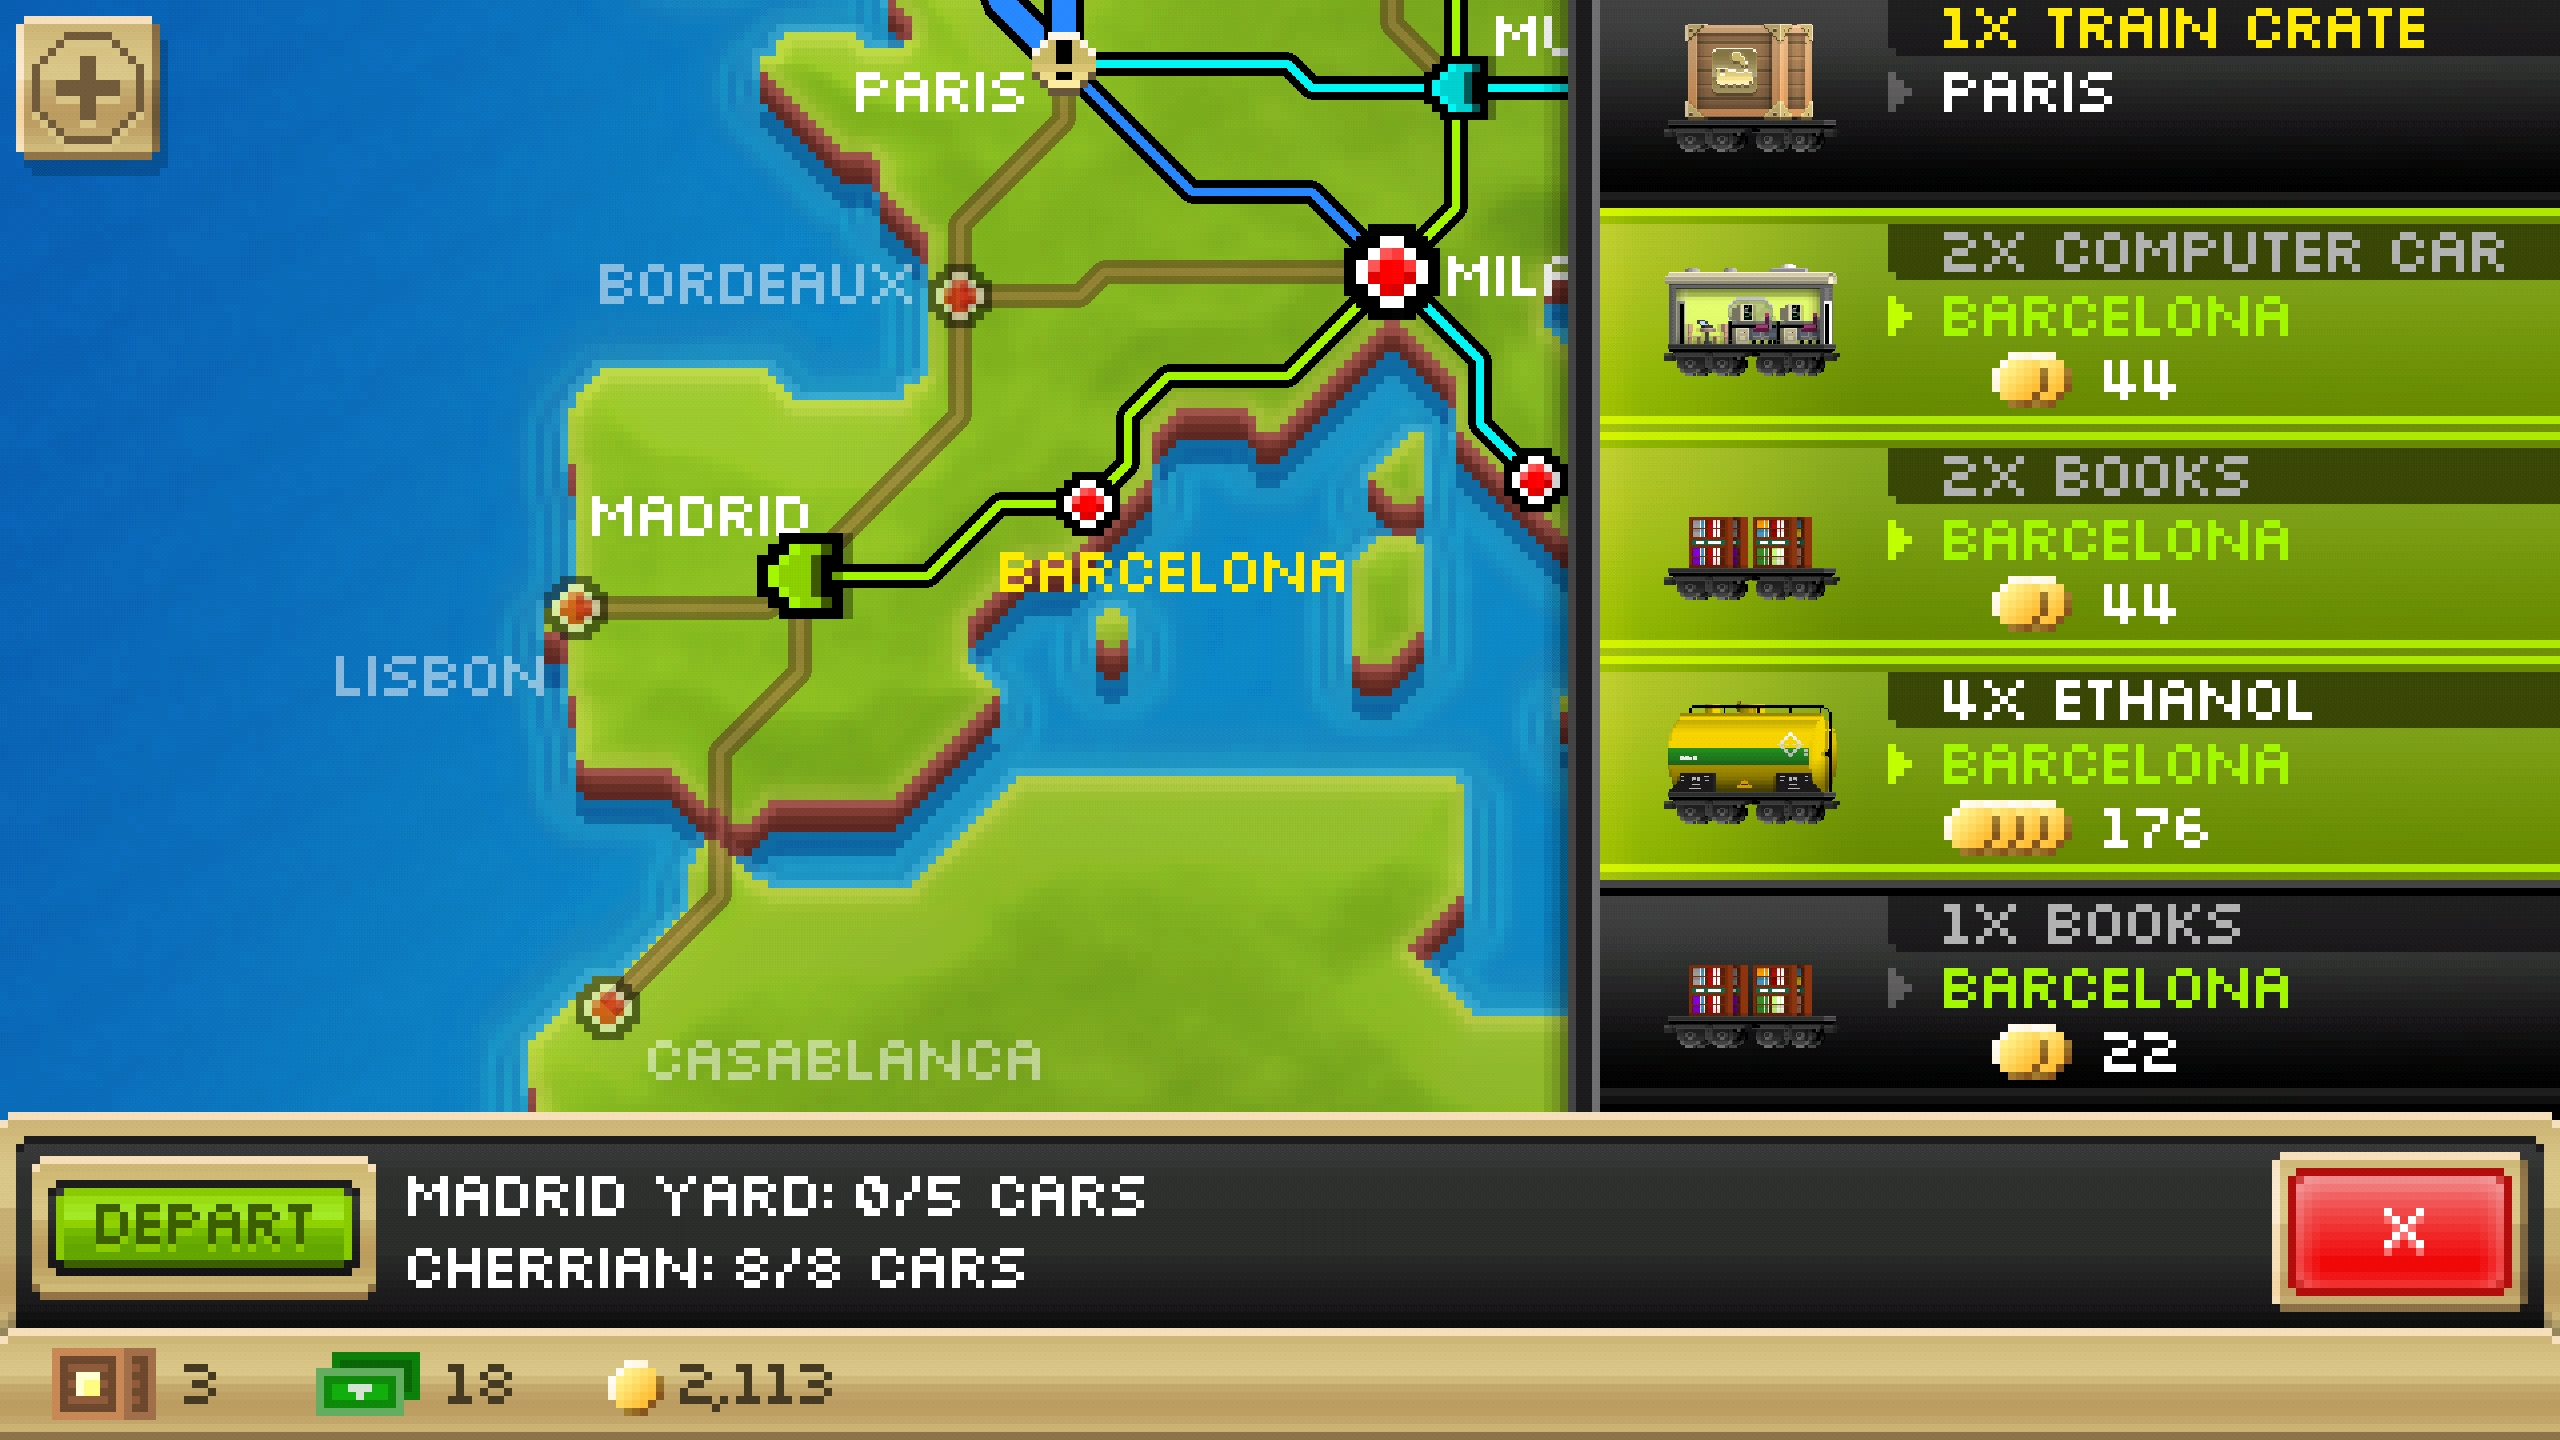 MU
PARIS
BORDEAUX
MILA
MADRID
BARCELONA
LISBON
CASABLANCA
1X TRAIN CRATE
PARIS
2X COMPUTER CAR
BARCELONA
44
2X BOOKS
BARCELONA
44
4X ETHANOL
BARCELONA
176
1X BOOKS
BARCELONA
22
DEPART
MADRID YARD: 0/5 CARS
CHERRIAN: 8/8 CARS
X
3
18
2,113